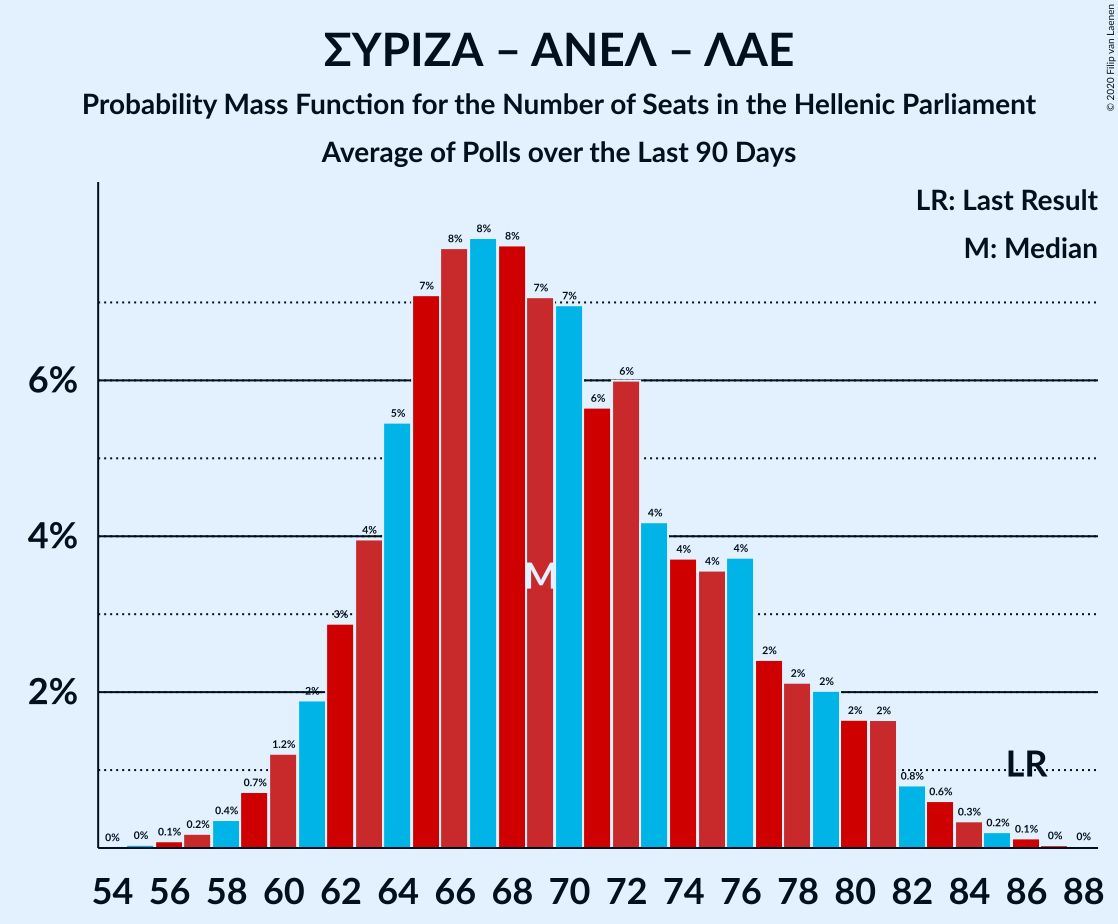 ΣΥΡΙΖΑ – ΑΝΕΛ – ΛΑΕ
Probability Mass Function for the Number of Seats in the Hellenic Parliament
Average of Polls over the Last 90 Days
© 2020 Filip van Laenen
LR: Last Result
M: Median
6%
4%
2%
0% 0% 0.1% 0.2% 0.4% 0.7% 1.2% 2% 3% 4% 5% 7% 8% 8% 8% 7% 7% 6% 6% 4% 4% 4% 4% 2% 2% 2% 2% 2% 0.8% 0.6% 0.3% 0.2% 0.1% 0% 0%
M
LR
54 56 58 60 62 64 66 68 70 72 74 76 78 80 82 84 86 88